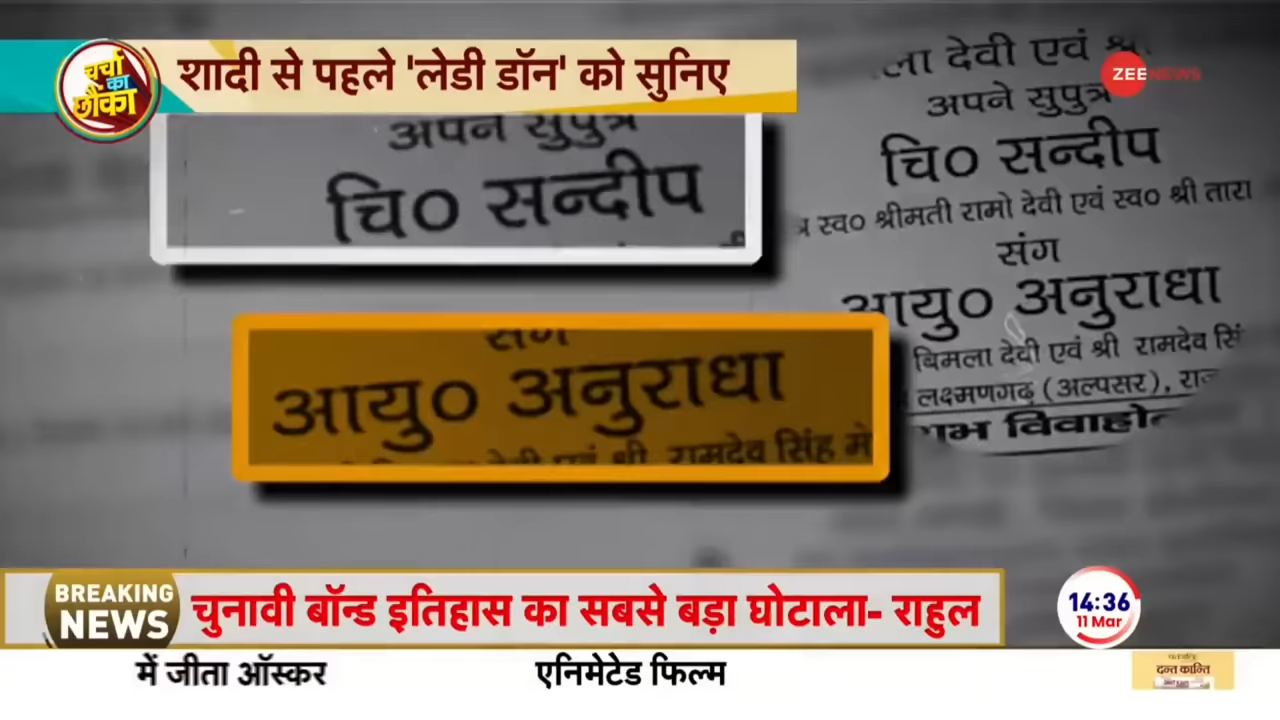 चर्चा
का
छौका
शादी से पहले 'लेडी डॉन' को सुनिए
ZEE NEWS
अपने सुपुत्र
चि० सन्दीप
संग
आयु० अनुराधा
देवी एवं श्री रामदेव सिंह
देवी एवं
अपने सुपुत्र
चि० सन्दीप
स्व० श्रीमती रामो देवी एवं स्व० श्री तारा
संग
आयु० अनुराधा
बिमला देवी एवं श्री रामदेव सिं
लक्ष्मणगढ़ (अल्पसर), राज
BREAKING
NEWS
चुनावी बॉन्ड इतिहास का सबसे बड़ा घोटाला- राहुल
14:36
11 Mar
में जीता ऑस्कर एनिमेटेड फिल्म
दन्त कान्ति